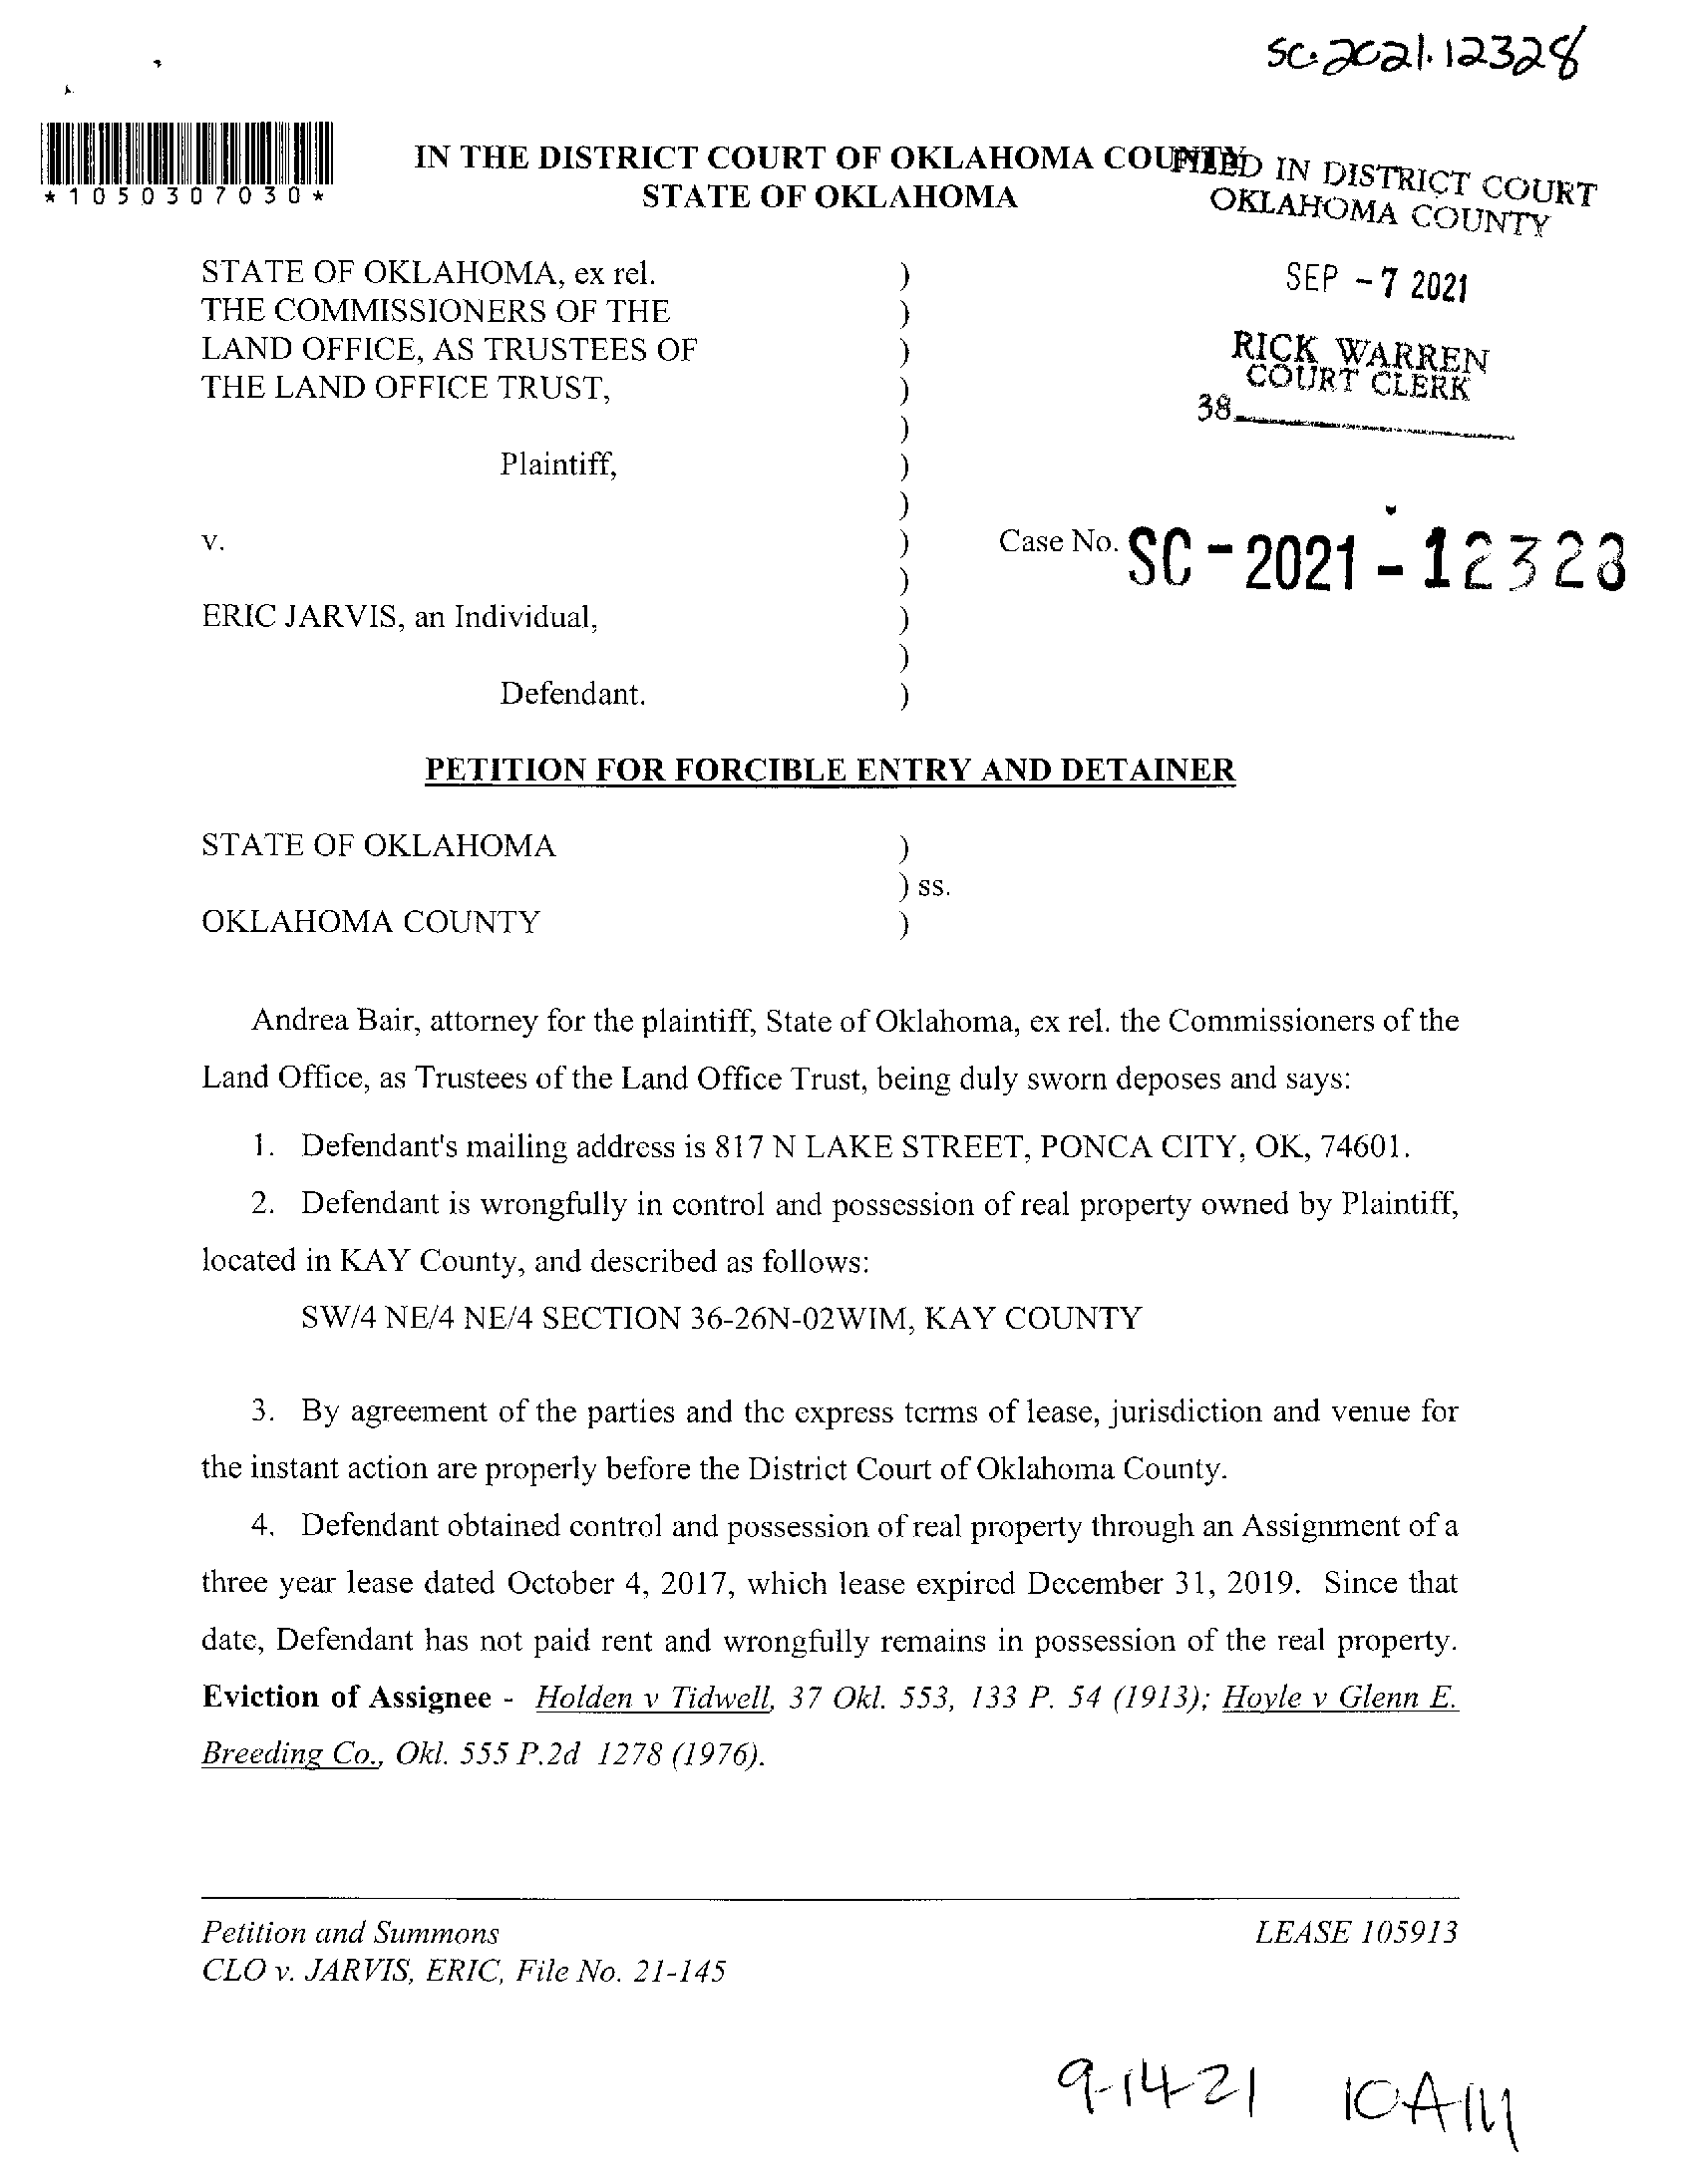 SC-2021-12328
*1050307030*
IN THE DISTRICT COURT OF OKLAHOMA COUNTY
STATE OF OKLAHOMA
FILED IN DISTRICT COURT
OKLAHOMA COUNTY
SEP -7 2021
RICK WARREN
COURT CLERK
38
STATE OF OKLAHOMA, ex rel. )
THE COMMISSIONERS OF THE )
LAND OFFICE, AS TRUSTEES OF )
THE LAND OFFICE TRUST, )
)
Plaintiff, )
)
v. ) Case No. SC-2021-12328
)
ERIC JARVIS, an Individual, )
)
Defendant. )
PETITION FOR FORCIBLE ENTRY AND DETAINER
STATE OF OKLAHOMA )
) ss.
OKLAHOMA COUNTY )
Andrea Bair, attorney for the plaintiff, State of Oklahoma, ex rel. the Commissioners of the
Land Office, as Trustees of the Land Office Trust, being duly sworn deposes and says:
1. Defendant's mailing address is 817 N LAKE STREET, PONCA CITY, OK, 74601.
2. Defendant is wrongfully in control and possession of real property owned by Plaintiff,
located in KAY County, and described as follows:
SW/4 NE/4 NE/4 SECTION 36-26N-02WIM, KAY COUNTY
3. By agreement of the parties and the express terms of lease, jurisdiction and venue for
the instant action are properly before the District Court of Oklahoma County.
4. Defendant obtained control and possession of real property through an Assignment of a
three year lease dated October 4, 2017, which lease expired December 31, 2019. Since that
date, Defendant has not paid rent and wrongfully remains in possession of the real property.
Eviction of Assignee - Holden v Tidwell, 37 Okl. 553, 133 P. 54 (1913); Hoyle v Glenn E.
Breeding Co., Okl. 555 P.2d 1278 (1976).
Petition and Summons LEASE 105913
CLO v. JARVIS, ERIC, File No. 21-145
9-14-21 10AM